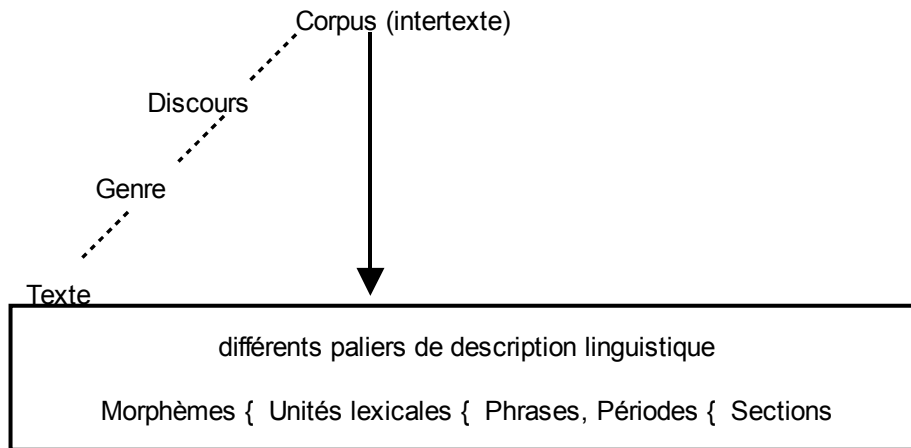 Corpus (intertexte)
Discours
Genre
Texte
différents paliers de description linguistique
Morphèmes { Unités lexicales { Phrases, Périodes { Sections